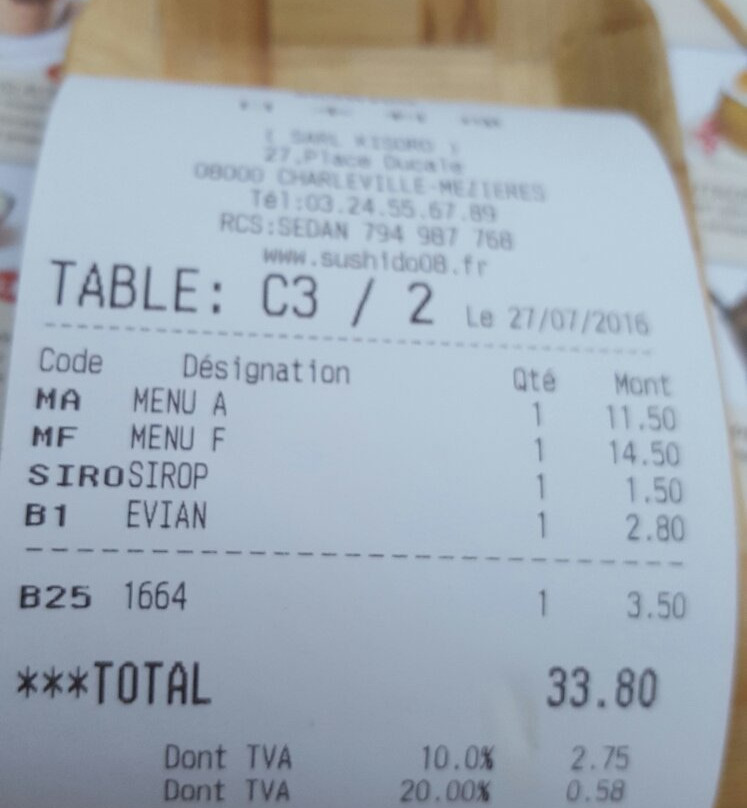 ( SARL KISORO )
27,Place Ducale
08000 CHARLEVILLE-MEZIERES
Tél:03.24.55.67.89
RCS:SEDAN 794 987 768
www.sushido08.fr
TABLE: C3 / 2 Le 27/07/2016
Code Désignation Qté Mont
MA MENU A 1 11.50
MF MENU F 1 14.50
SIRO SIROP 1 1.50
B1 EVIAN 1 2.80
B25 1664 1 3.50
***TOTAL 33.80
Dont TVA 10.0% 2.75
Dont TVA 20.00% 0.58